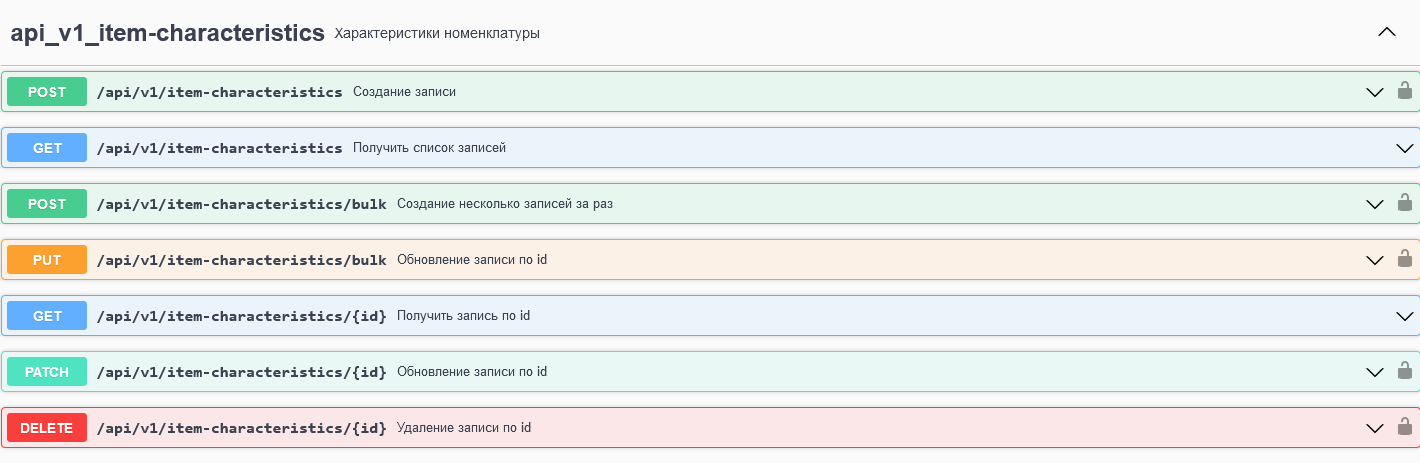 api_v1_item-characteristics Характеристики номенклатуры
POST /api/v1/item-characteristics Создание записи
GET /api/v1/item-characteristics Получить список записей
POST /api/v1/item-characteristics/bulk Создание несколько записей за раз
PUT /api/v1/item-characteristics/bulk Обновление записи по id
GET /api/v1/item-characteristics/{id} Получить запись по id
PATCH /api/v1/item-characteristics/{id} Обновление записи по id
DELETE /api/v1/item-characteristics/{id} Удаление записи по id